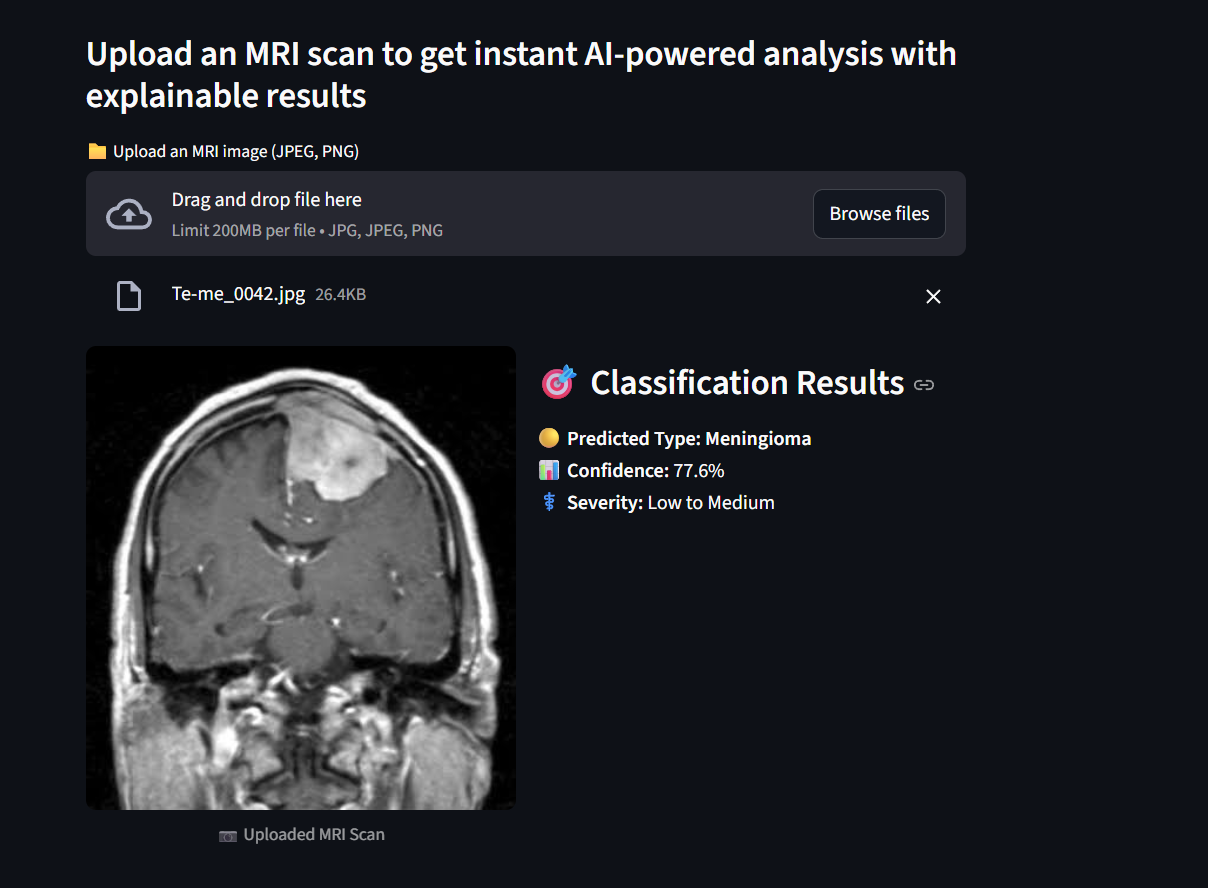 Upload an MRI scan to get instant AI-powered analysis with
explainable results
Upload an MRI image (JPEG, PNG)
Drag and drop file here
Limit 200MB per file • JPG, JPEG, PNG
Browse files
Te-me_0042.jpg 26.4KB
Classification Results
Predicted Type: Meningioma
Confidence: 77.6%
Severity: Low to Medium
Uploaded MRI Scan